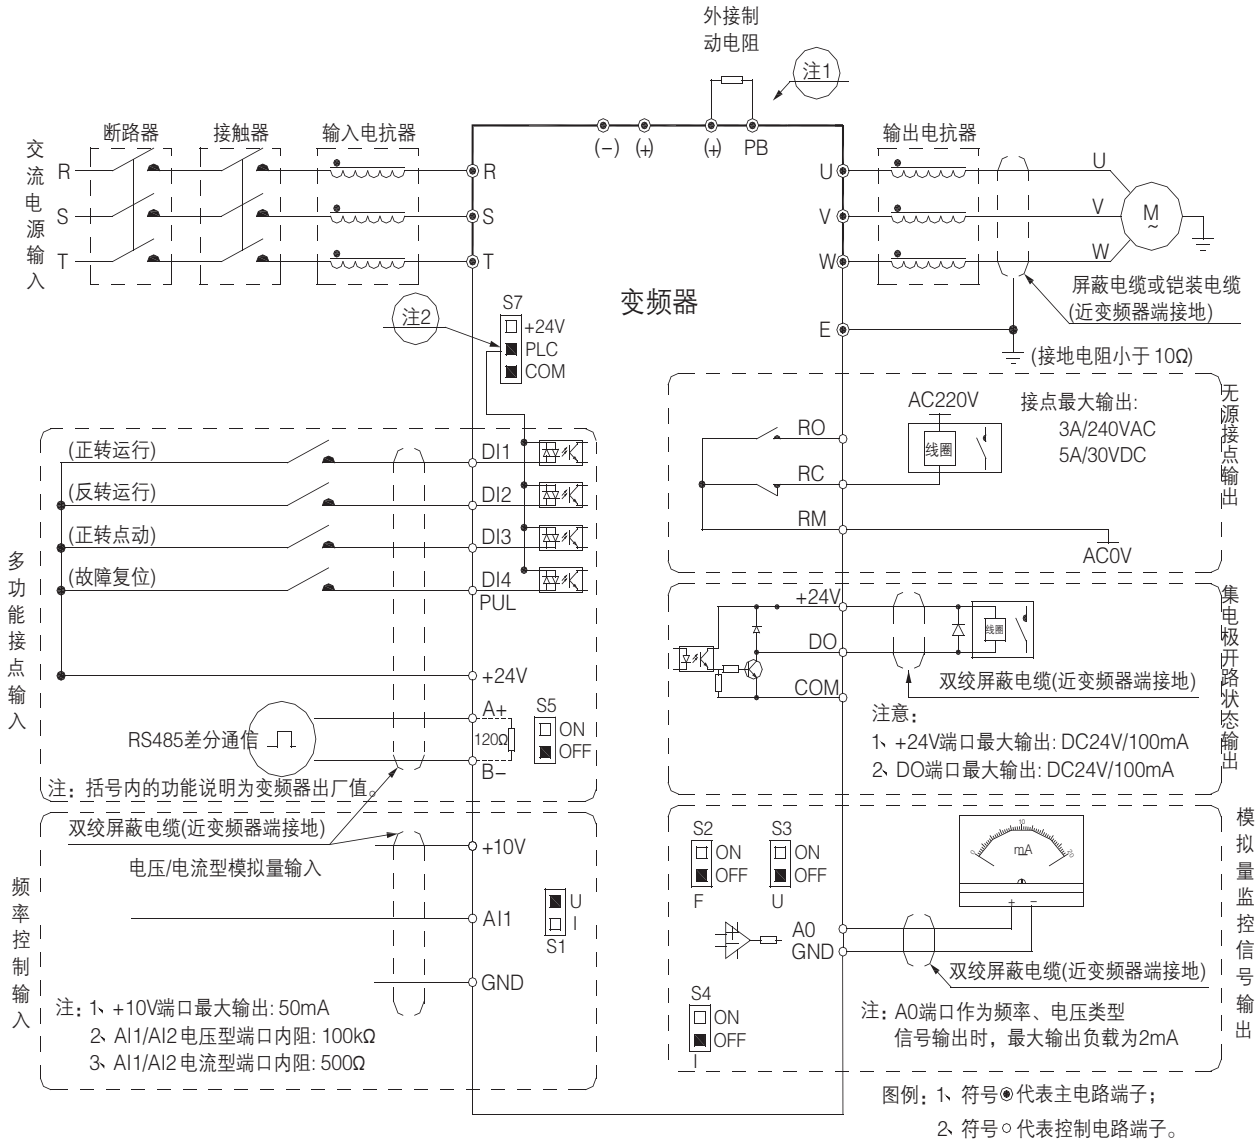 外接制
动电阻
注1
断路器
接触器
输入电抗器
(−)
(+)
(+)
PB
输出电抗器
交流电源输入
R
S
T
R
S
T
U
V
W
U
V
W
M
~
变频器
屏蔽电缆或铠装电缆
(近变频器端接地)
E
(接地电阻小于 10Ω)
注2
S7
+24V
PLC
COM
多功能接点输入
(正转运行)
DI1
(反转运行)
DI2
(正转点动)
DI3
(故障复位)
DI4
PUL
+24V
A+
S5
ON
OFF
120Ω
RS485差分通信
B−
注：括号内的功能说明为变频器出厂值。
双绞屏蔽电缆(近变频器端接地)
+10V
电压/电流型模拟量输入
频率控制输入
AI1
U
I
S1
GND
注：1、+10V端口最大输出: 50mA
2、AI1/AI2 电压型端口内阻: 100kΩ
3、AI1/AI2 电流型端口内阻: 500Ω
无源接点输出
AC220V
接点最大输出:
3A/240VAC
5A/30VDC
RO
线圈
RC
RM
AC0V
集电极开路状态输出
+24V
线圈
DO
COM
双绞屏蔽电缆(近变频器端接地)
注意：
1、+24V端口最大输出: DC24V/100mA
2、DO端口最大输出: DC24V/100mA
模拟量监控信号输出
S2
ON
OFF
F
S3
ON
OFF
U
0
10
20
mA
+
−
A0
GND
双绞屏蔽电缆(近变频器端接地)
S4
ON
OFF
I
注：A0端口作为频率、电压类型
信号输出时，最大输出负载为2mA
图例：1、符号◉代表主电路端子；
2、符号○代表控制电路端子。